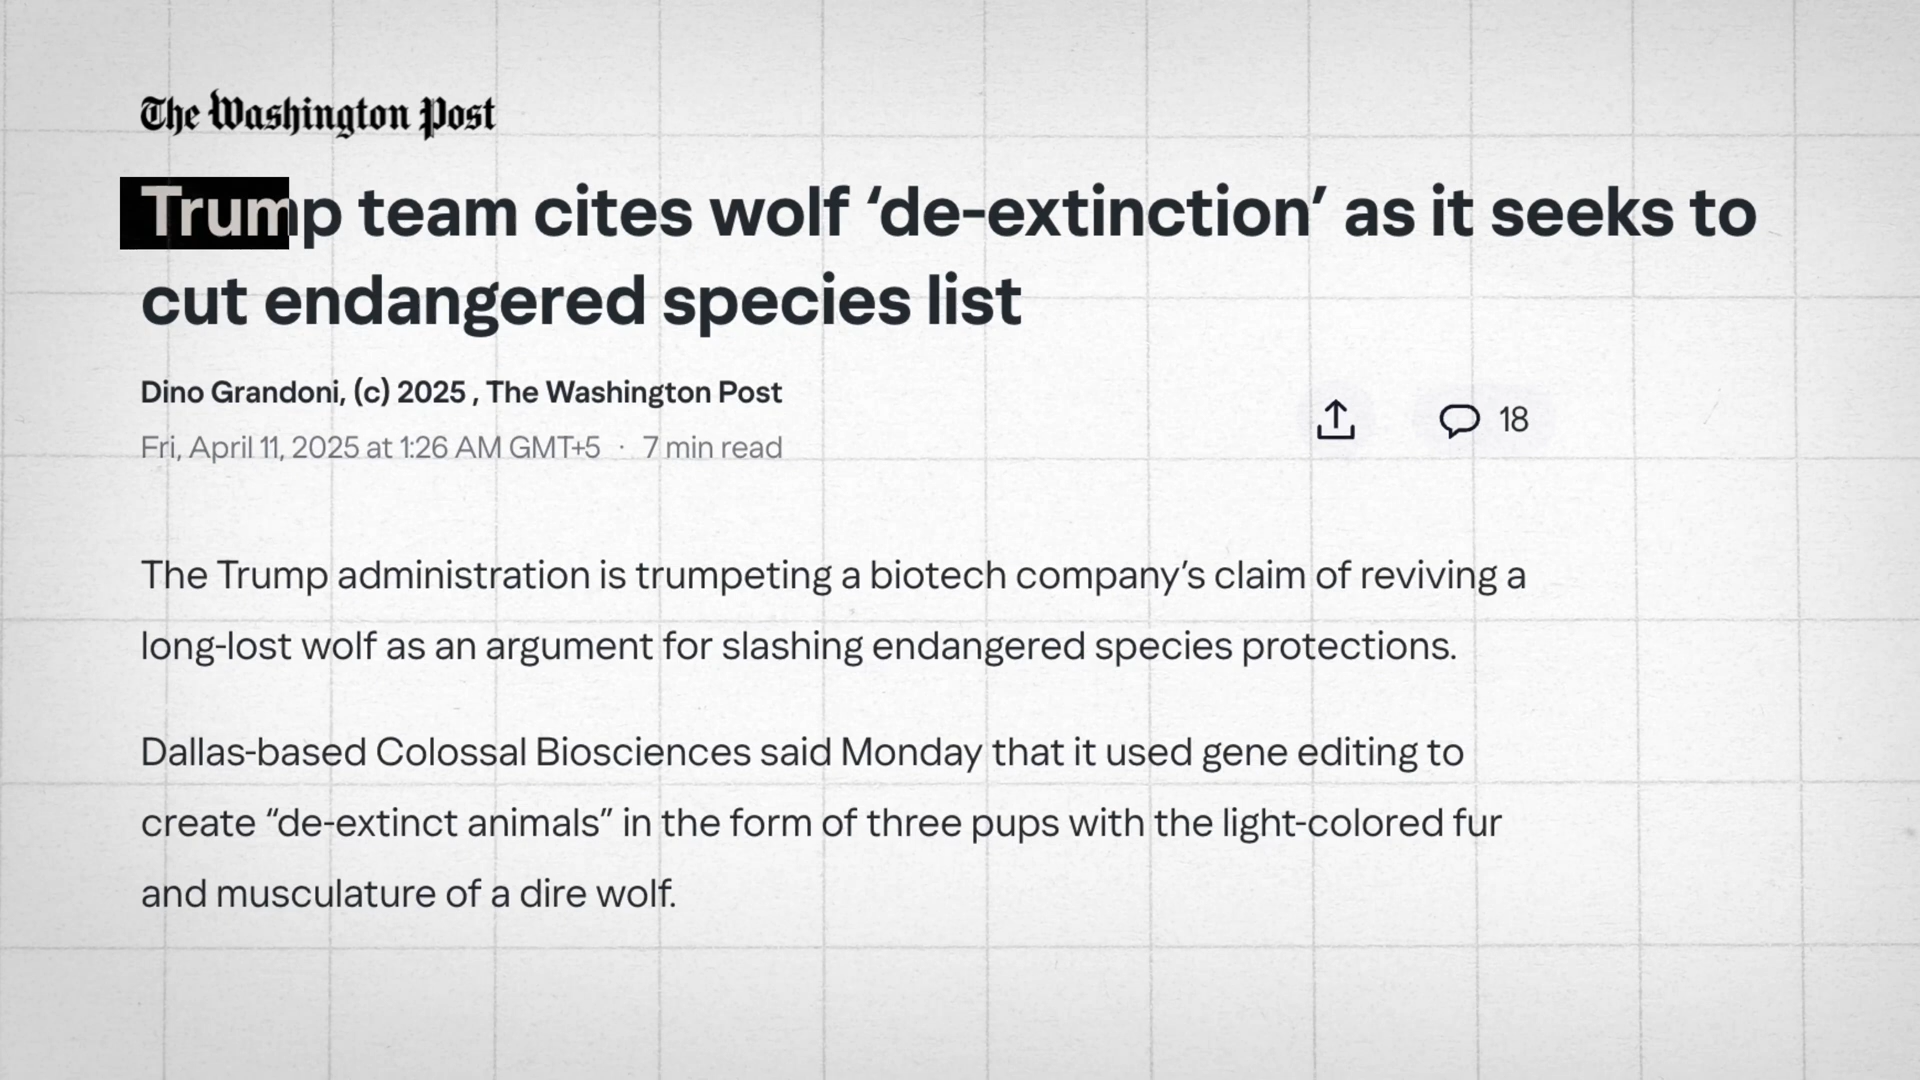 The Washington Post
Trump team cites wolf ‘de-extinction’ as it seeks to
cut endangered species list
Dino Grandoni, (c) 2025 , The Washington Post
Fri, April 11, 2025 at 1:26 AM GMT+5 · 7 min read
18
The Trump administration is trumpeting a biotech company’s claim of reviving a
long-lost wolf as an argument for slashing endangered species protections.
Dallas-based Colossal Biosciences said Monday that it used gene editing to
create “de-extinct animals” in the form of three pups with the light-colored fur
and musculature of a dire wolf.